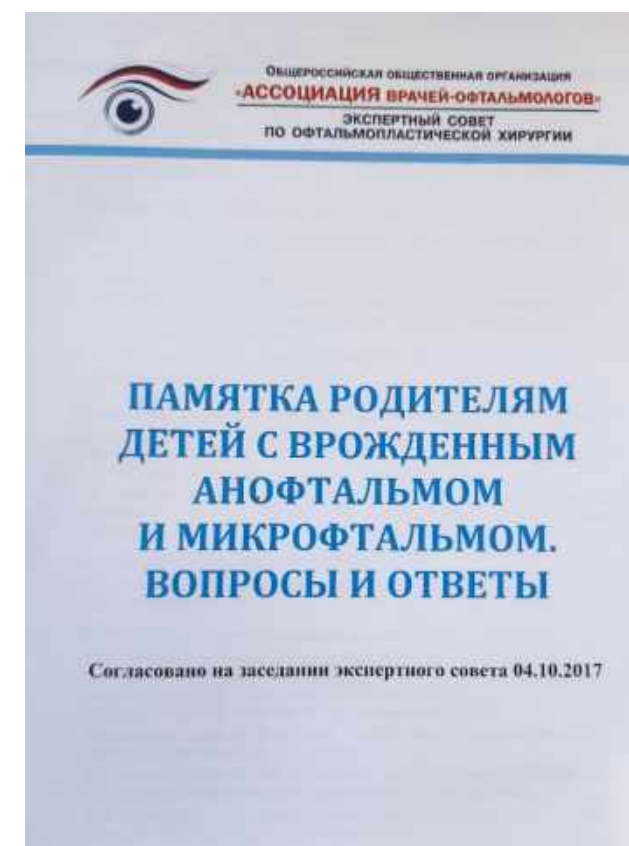 Общероссийская общественная организация
«АССОЦИАЦИЯ ВРАЧЕЙ-ОФТАЛЬМОЛОГОВ»
ЭКСПЕРТНЫЙ СОВЕТ
ПО ОФТАЛЬМОПЛАСТИЧЕСКОЙ ХИРУРГИИ
ПАМЯТКА РОДИТЕЛЯМ
ДЕТЕЙ С ВРОЖДЕННЫМ
АНОФТАЛЬМОМ
И МИКРОФТАЛЬМОМ.
ВОПРОСЫ И ОТВЕТЫ
Согласовано на заседании экспертного совета 04.10.2017